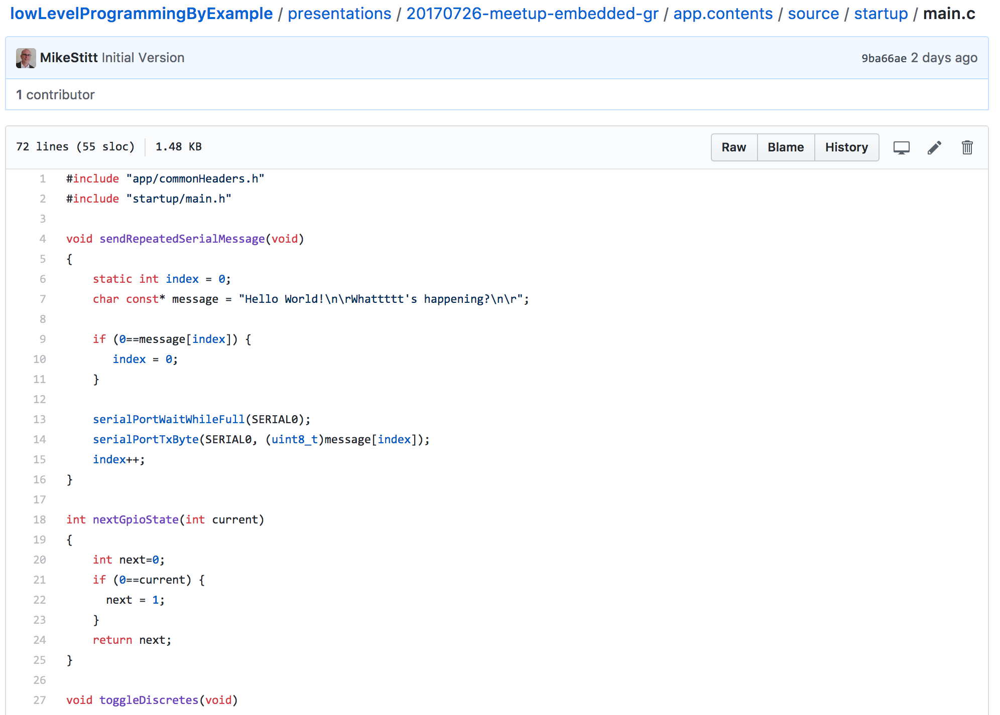 lowLevelProgrammingByExample / presentations / 20170726-meetup-embedded-gr / app.contents / source / startup / main.c
MikeStitt Initial Version 9ba66ae 2 days ago
1 contributor
72 lines (55 sloc) 1.48 KB Raw Blame History
1 #include "app/commonHeaders.h"
2 #include "startup/main.h"
3
4 void sendRepeatedSerialMessage(void)
5 {
6     static int index = 0;
7     char const* message = "Hello World!\n\rWhattttt's happening?\n\r";
8
9     if (0==message[index]) {
10        index = 0;
11    }
12
13    serialPortWaitWhileFull(SERIAL0);
14    serialPortTxByte(SERIAL0, (uint8_t)message[index]);
15    index++;
16 }
17
18 int nextGpioState(int current)
19 {
20    int next=0;
21    if (0==current) {
22      next = 1;
23    }
24    return next;
25 }
26
27 void toggleDiscretes(void)